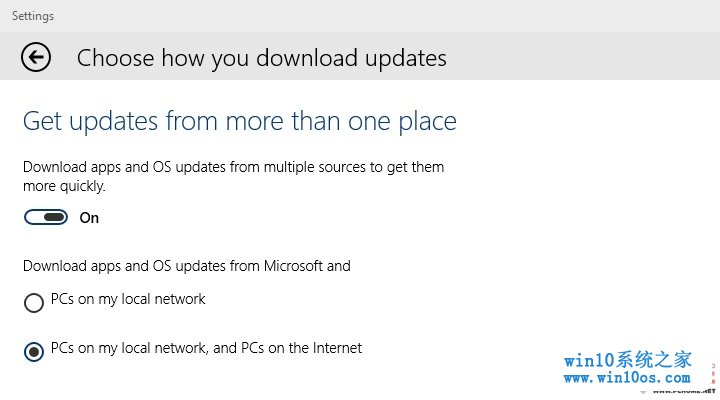 Settings
Choose how you download updates
Get updates from more than one place
Download apps and OS updates from multiple sources to get them
more quickly.
On
Download apps and OS updates from Microsoft and
PCs on my local network
PCs on my local network, and PCs on the Internet
win10系统之家
www.win10os.com